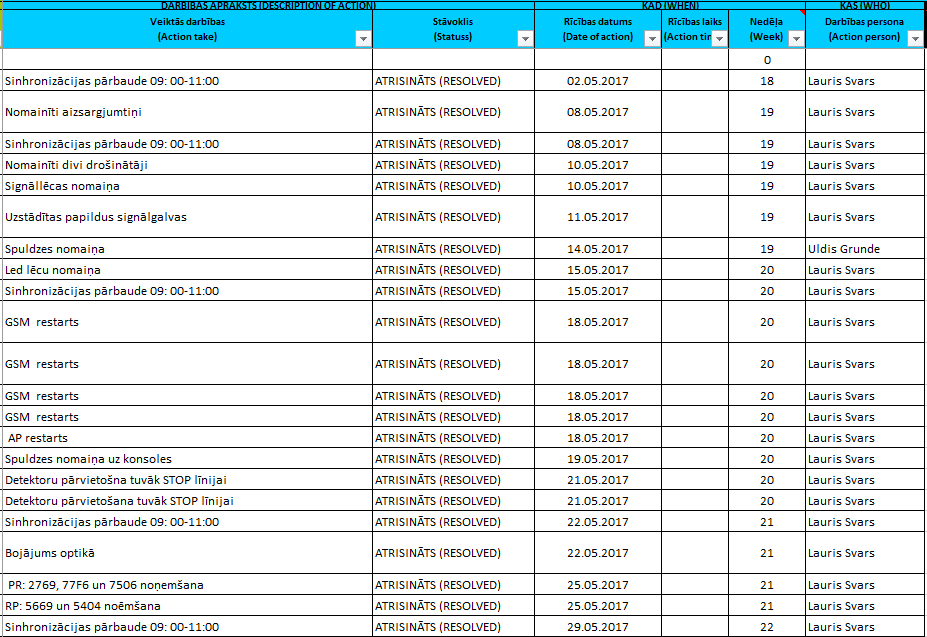 DARBĪBAS APRAKSTS (DESCRIPTION OF ACTION) KAD (WHEN) KAS (WHO)
Veiktās darbības Stāvoklis Rīcības datums Rīcības laiks Nedēļa Darbības persona
(Action take) (Statuss) (Date of action) (Action tir (Week) (Action person)
0
Sinhronizācijas pārbaude 09: 00-11:00 ATRISINĀTS (RESOLVED) 02.05.2017 18 Lauris Svars
Nomainīti aizsargjumtiņi ATRISINĀTS (RESOLVED) 08.05.2017 19 Lauris Svars
Sinhronizācijas pārbaude 09: 00-11:00 ATRISINĀTS (RESOLVED) 08.05.2017 19 Lauris Svars
Nomainīti divi drošinātāji ATRISINĀTS (RESOLVED) 10.05.2017 19 Lauris Svars
Signāllēcas nomaiņa ATRISINĀTS (RESOLVED) 10.05.2017 19 Lauris Svars
Uzstādītas papildus signālgalvas ATRISINĀTS (RESOLVED) 11.05.2017 19 Lauris Svars
Spuldzes nomaiņa ATRISINĀTS (RESOLVED) 14.05.2017 19 Uldis Grunde
Led lēcu nomaiņa ATRISINĀTS (RESOLVED) 15.05.2017 20 Lauris Svars
Sinhronizācijas pārbaude 09: 00-11:00 ATRISINĀTS (RESOLVED) 15.05.2017 20 Lauris Svars
GSM restarts ATRISINĀTS (RESOLVED) 18.05.2017 20 Lauris Svars
GSM restarts ATRISINĀTS (RESOLVED) 18.05.2017 20 Lauris Svars
GSM restarts ATRISINĀTS (RESOLVED) 18.05.2017 20 Lauris Svars
GSM restarts ATRISINĀTS (RESOLVED) 18.05.2017 20 Lauris Svars
AP restarts ATRISINĀTS (RESOLVED) 18.05.2017 20 Lauris Svars
Spuldzes nomaiņa uz konsoles ATRISINĀTS (RESOLVED) 19.05.2017 20 Lauris Svars
Detektoru pārvietošna tuvāk STOP līnijai ATRISINĀTS (RESOLVED) 21.05.2017 20 Lauris Svars
Detektoru pārvietošana tuvāk STOP līnijai ATRISINĀTS (RESOLVED) 21.05.2017 20 Lauris Svars
Sinhronizācijas pārbaude 09: 00-11:00 ATRISINĀTS (RESOLVED) 22.05.2017 21 Lauris Svars
Bojājums optikā ATRISINĀTS (RESOLVED) 22.05.2017 21 Lauris Svars
PR: 2769, 77F6 un 7506 noņemšana ATRISINĀTS (RESOLVED) 25.05.2017 21 Lauris Svars
RP: 5669 un 5404 noēmšana ATRISINĀTS (RESOLVED) 25.05.2017 21 Lauris Svars
Sinhronizācijas pārbaude 09: 00-11:00 ATRISINĀTS (RESOLVED) 29.05.2017 22 Lauris Svars